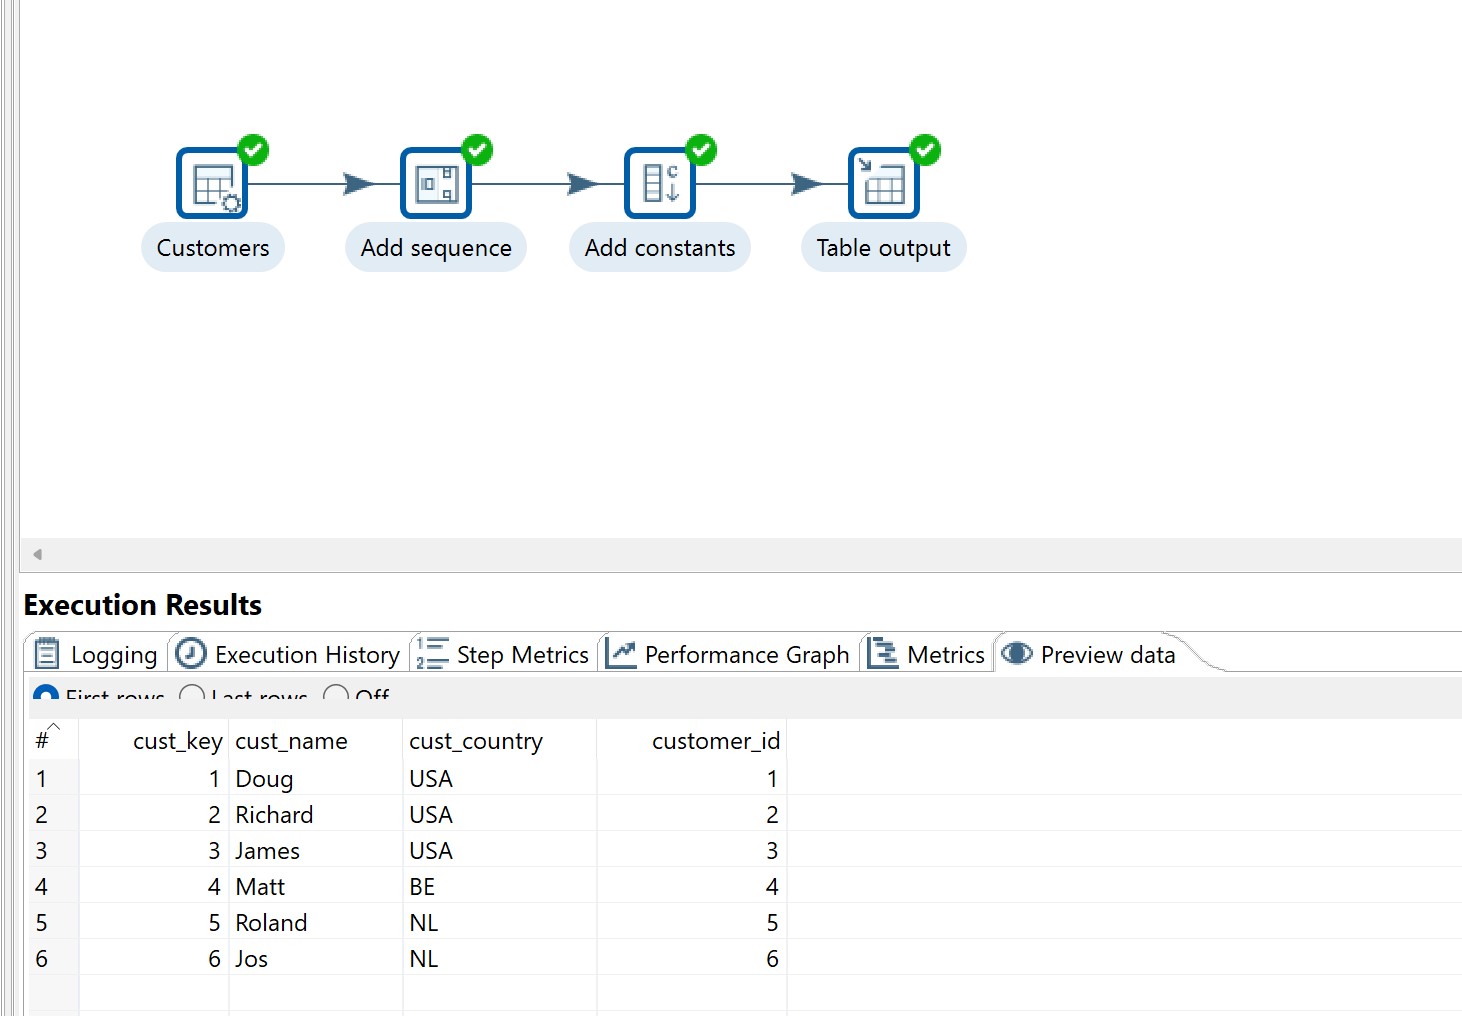 Customers Add sequence Add constants Table output
Execution Results
Logging Execution History Step Metrics Performance Graph Metrics Preview data
First rows Last rows Off
# cust_key cust_name cust_country customer_id
1 1 Doug USA 1
2 2 Richard USA 2
3 3 James USA 3
4 4 Matt BE 4
5 5 Roland NL 5
6 6 Jos NL 6